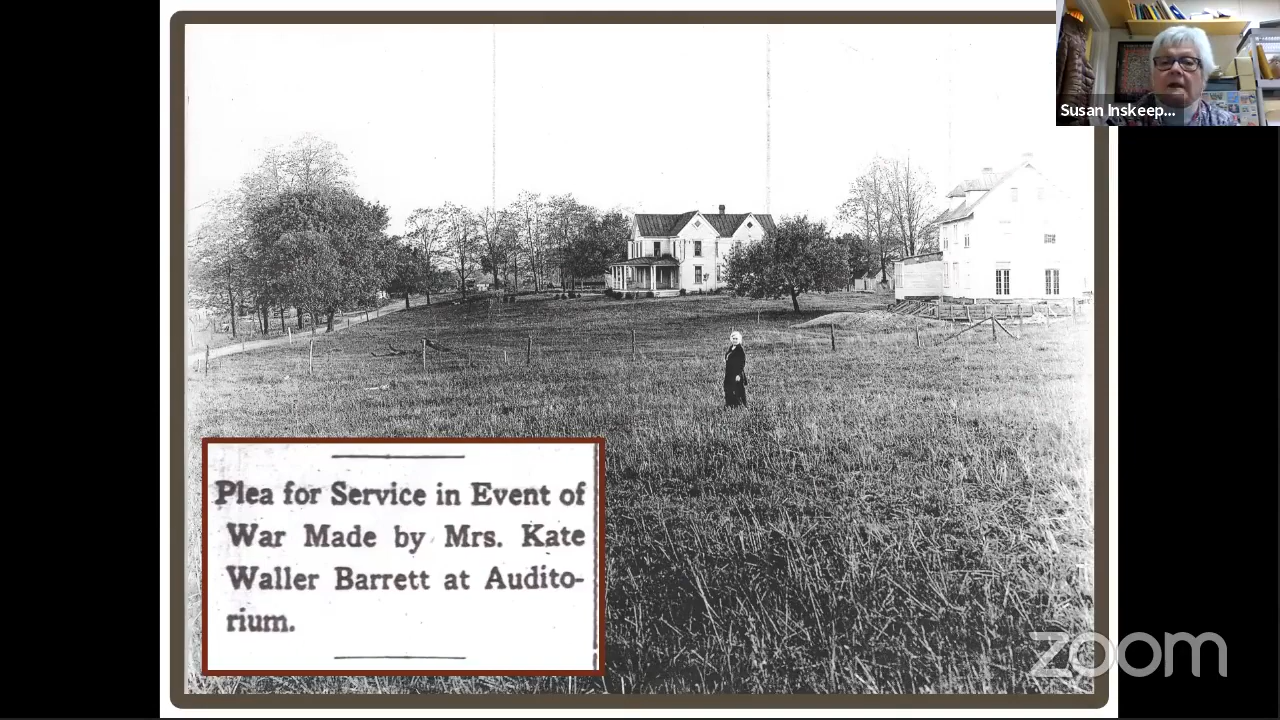 Susan Inskeep...
Plea for Service in Event of
War Made by Mrs. Kate
Waller Barrett at Audito-
rium.
zoom